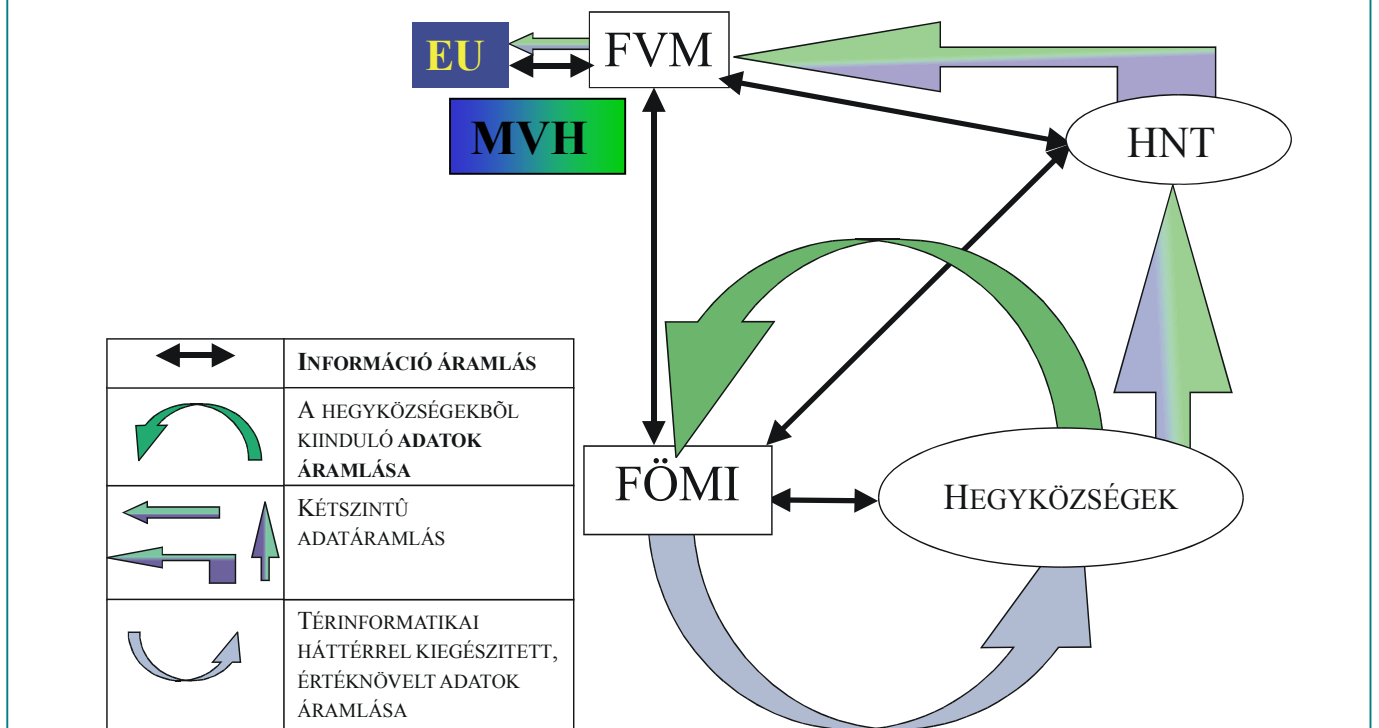 EU
FVM
MVH
HNT
INFORMÁCIÓ ÁRAMLÁS
A HEGYKÖZSÉGEKBÕL
KIINDULÓ ADATOK
ÁRAMLÁSA
KÉTSZINTÛ
ADATÁRAMLÁS
TÉRINFORMATIKAI
HÁTTÉRREL KIEGÉSZITETT,
ÉRTÉKNÖVELT ADATOK
ÁRAMLÁSA
FÖMI
HEGYKÖZSÉGEK